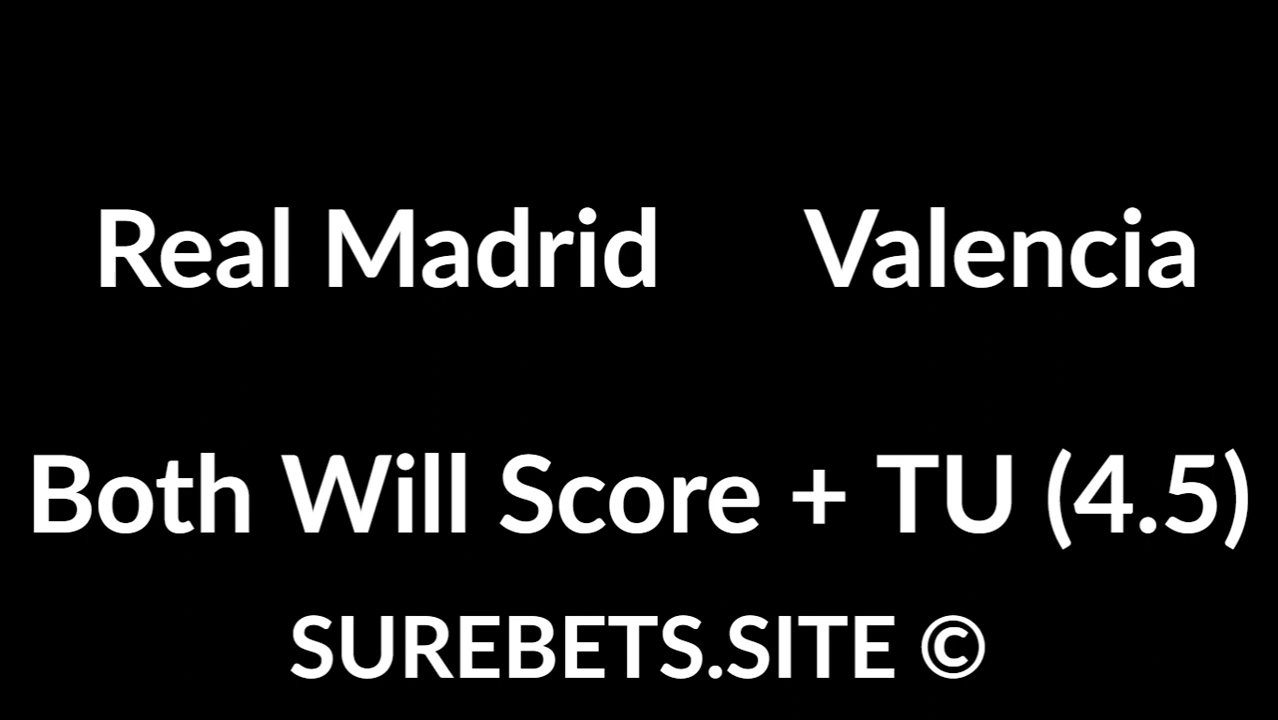 Real Madrid Valencia
Both Will Score + TU (4.5)
SUREBETS.SITE ©